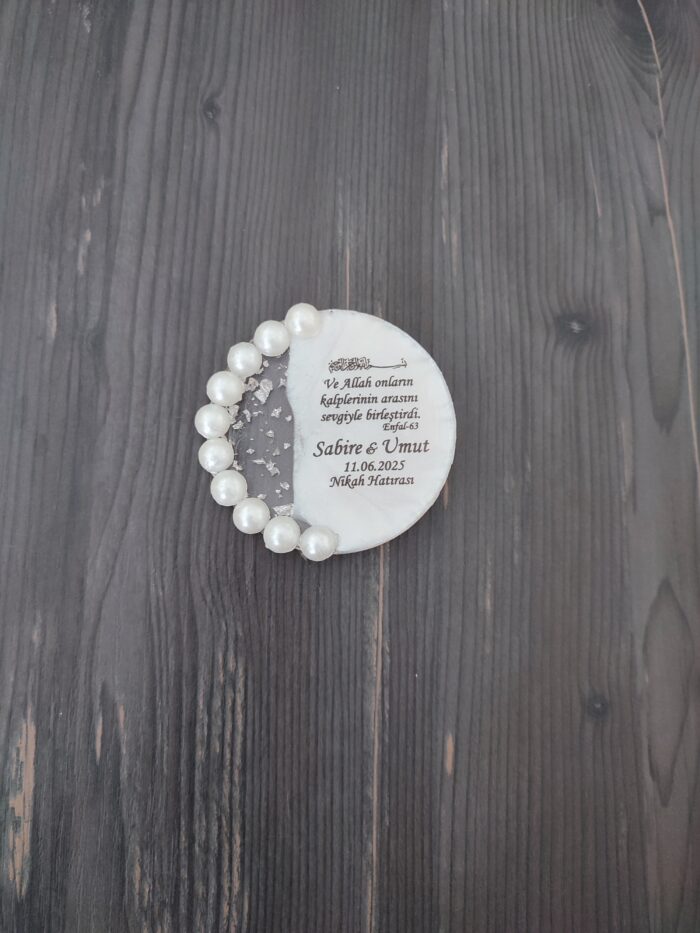 Ve Allah onların
kalplerinin arasını
sevgiyle birleştirdi.
Enfal-63
Sabire & Umut
11.06.2025
Nikah Hatırası